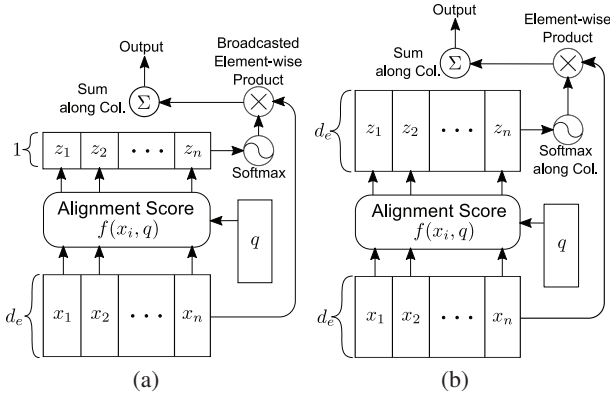 Output
Broadcasted
Element-wise
Product
Sum
along Col.
Σ
×
1
z₁ z₂ · · · zₙ
Softmax
Alignment Score
f(xᵢ, q)
q
dₑ
x₁ x₂ · · · xₙ
(a)
Output
Element-wise
Product
Sum
along Col.
Σ
×
dₑ
z₁ z₂ · · · zₙ
Softmax
along Col.
Alignment Score
f(xᵢ, q)
q
dₑ
x₁ x₂ · · · xₙ
(b)